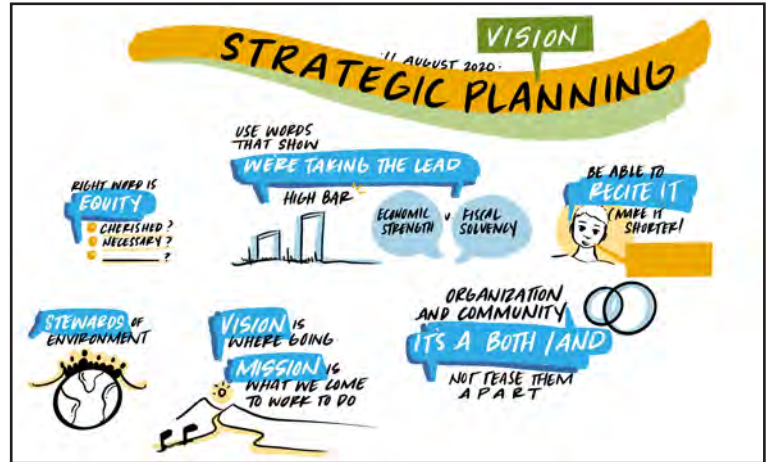 VISION
·11 AUGUST 2020·
STRATEGIC PLANNING
USE WORDS
THAT SHOW
WE'RE TAKING THE LEAD
HIGH BAR
ECONOMIC
STRENGTH
v
FISCAL
SOLVENCY
RIGHT WORD IS
EQUITY
CHERISHED?
NECESSARY?
________?
BE ABLE TO
RECITE IT
(MAKE IT
SHORTER!
STEWARDS OF
ENVIRONMENT
VISION IS
WHERE GOING
MISSION IS
WHAT WE COME
TO WORK TO DO
ORGANIZATION
AND COMMUNITY
IT'S A BOTH/AND
NOT TEASE THEM
APART